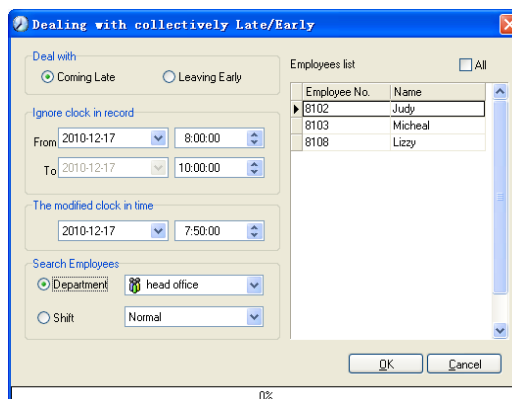 Dealing with collectively Late/Early
Deal with
Coming Late Leaving Early
Ignore clock in record
From 2010-12-17 8:00:00
To 2010-12-17 10:00:00
The modified clock in time
2010-12-17 7:50:00
Search Employees
Department head office
Shift Normal
Employees list All
Employee No. Name
8102 Judy
8103 Micheal
8108 Lizzy
OK Cancel
0%